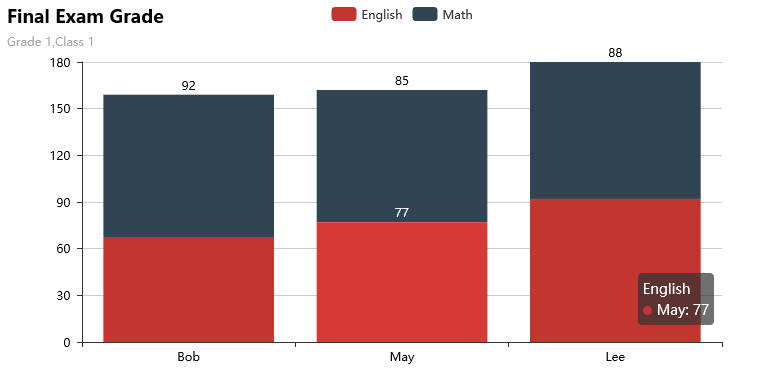 Final Exam Grade
English Math
Grade 1,Class 1
180
150
120
90
60
30
0
92
85
88
77
English
May: 77
Bob May Lee